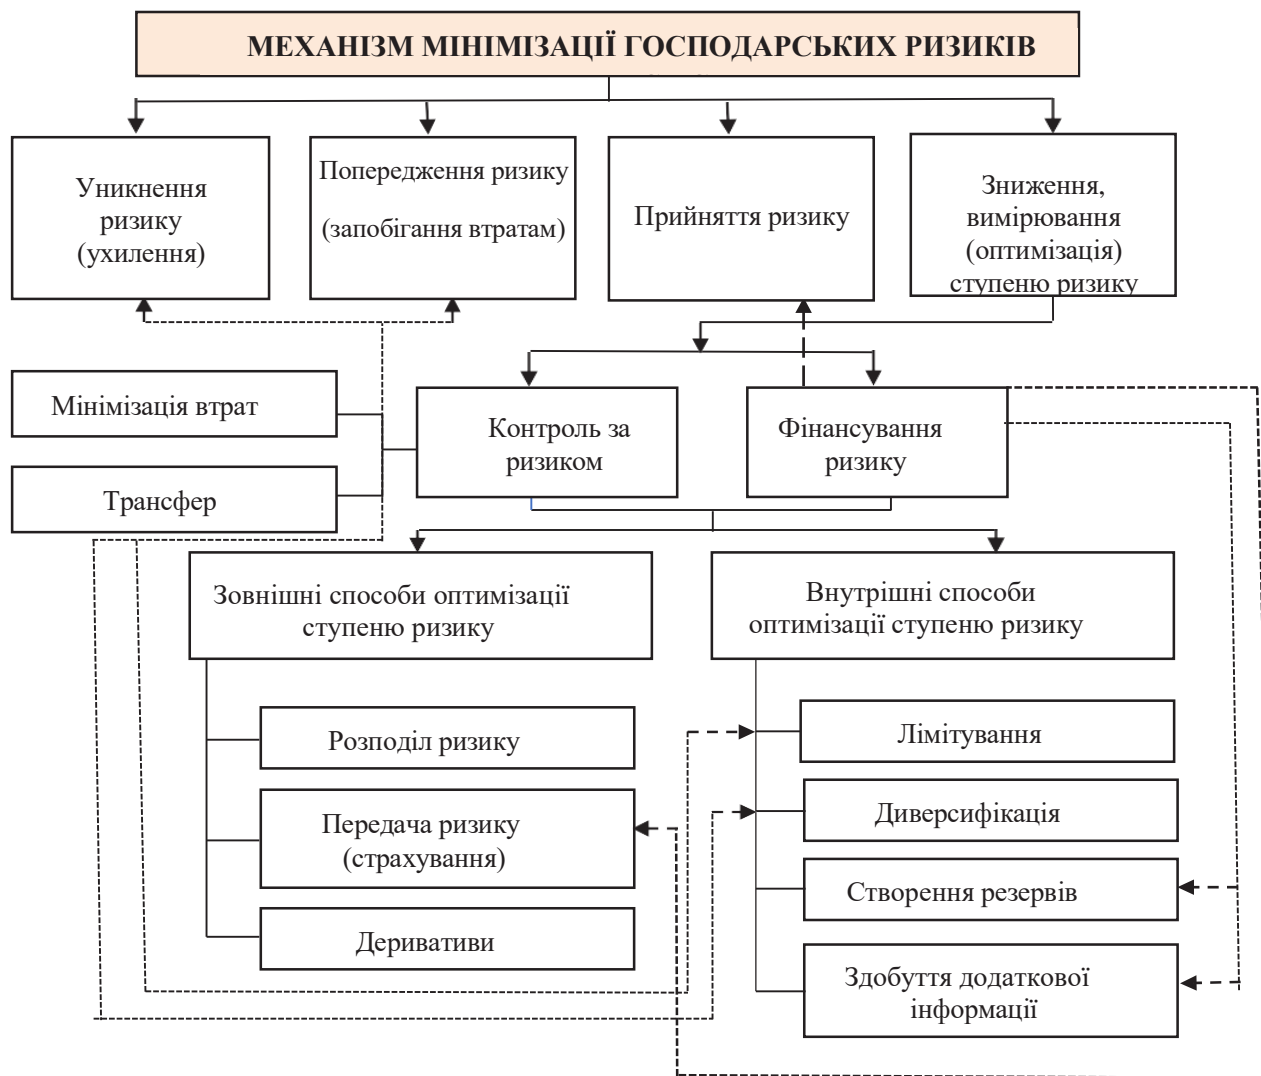 МЕХАНІЗМ МІНІМІЗАЦІЇ ГОСПОДАРСЬКИХ РИЗИКІВ
Уникнення
ризику
(ухилення)
Попередження ризику
(запобігання втратам)
Прийняття ризику
Зниження,
вимірювання
(оптимізація)
ступеню ризику
Мінімізація втрат
Трансфер
Контроль за
ризиком
Фінансування
ризику
Зовнішні способи оптимізації
ступеню ризику
Внутрішні способи
оптимізації ступеню ризику
Розподіл ризику
Передача ризику
(страхування)
Деривативи
Лімітування
Диверсифікація
Створення резервів
Здобуття додаткової
інформації